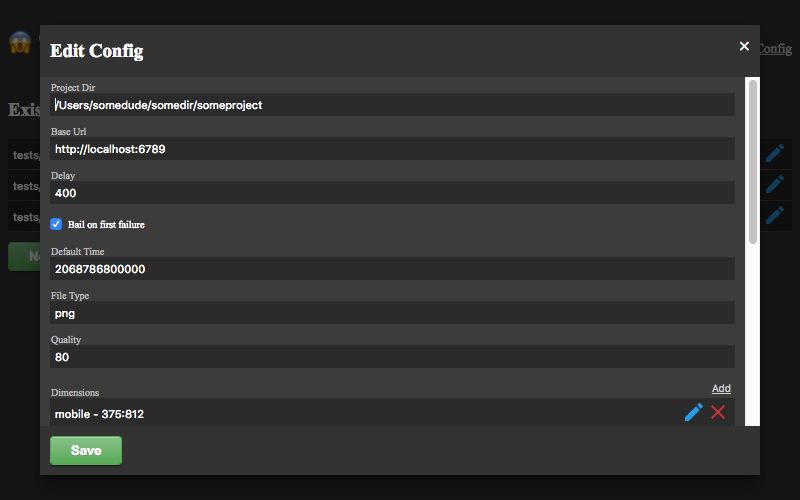 Edit Config
×
Config
Project Dir
/Users/somedude/somedir/someproject
Exis
Base Url
http://localhost:6789
tests,
Delay
tests,
400
tests,
Bail on first failure
Default Time
Ne
2068786800000
File Type
png
Quality
80
Dimensions
Add
mobile - 375:812
Save